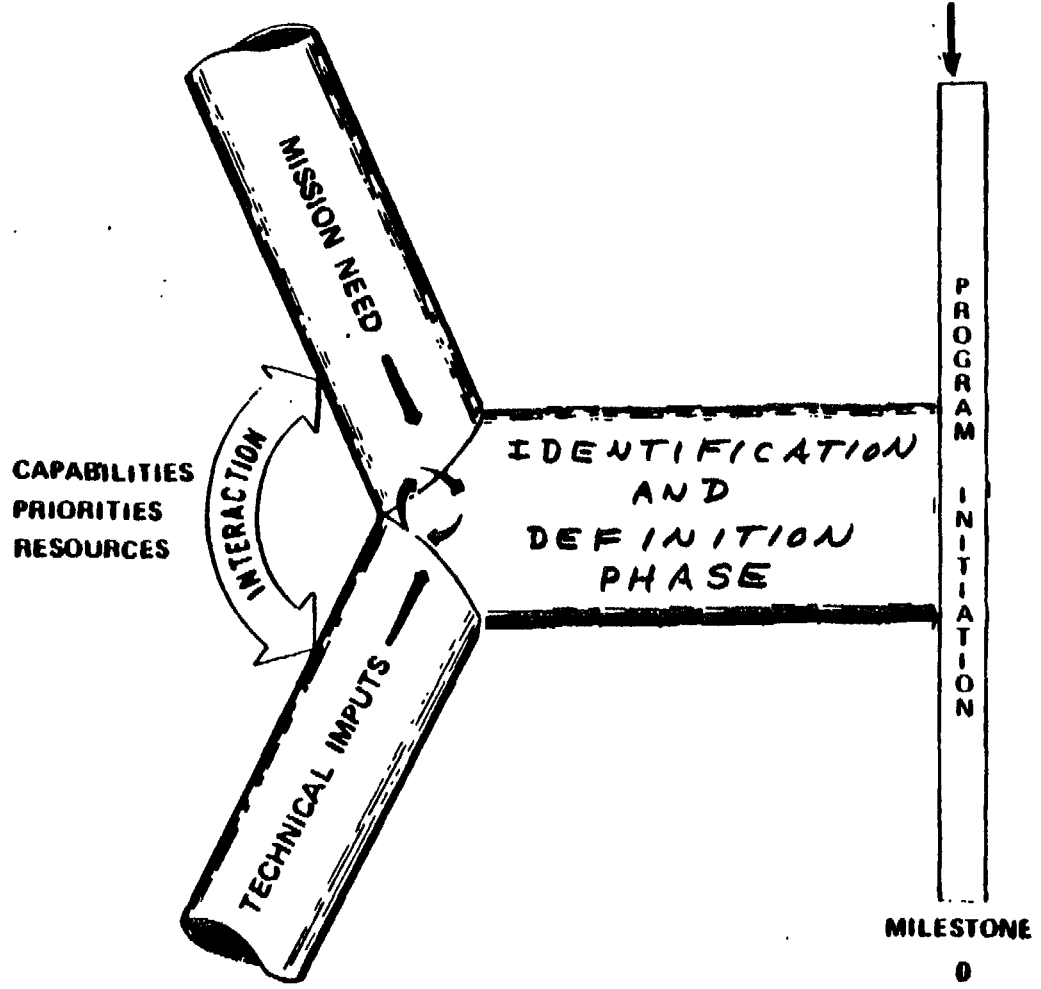 MISSION NEED
CAPABILITIES
PRIORITIES
RESOURCES
INTERACTION
TECHNICAL IMPUTS
IDENTIFICATION
AND
DEFINITION
PHASE
PROGRAM INITIATION
MILESTONE
0